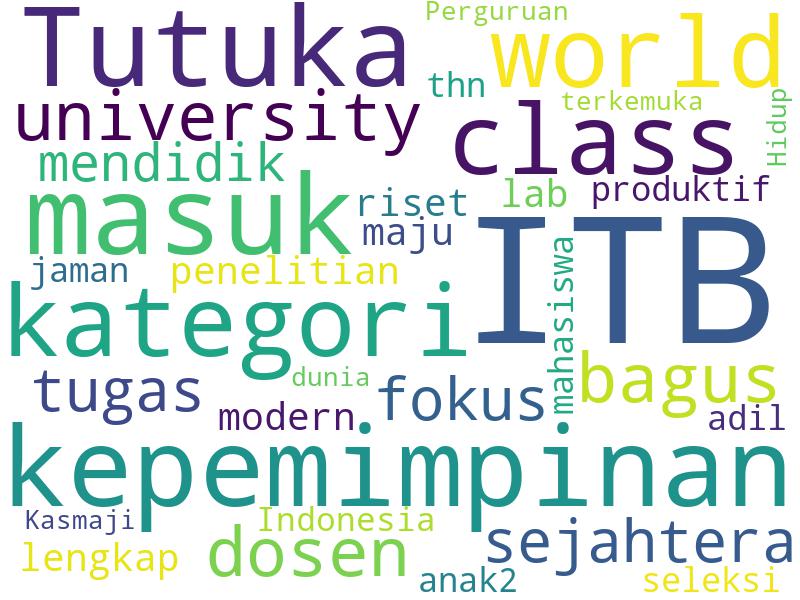 Perguruan
Tutuka
world
thn
terkemuka
Hidup
university
class
mendidik
masuk
riset
lab
produktif
maju
ITB
jaman
penelitian
mahasiswa
kategori
tugas
dunia
fokus
bagus
modern
adil
kepemimpinan
Kasmaji
Indonesia
lengkap
dosen
sejahtera
anak2
seleksi